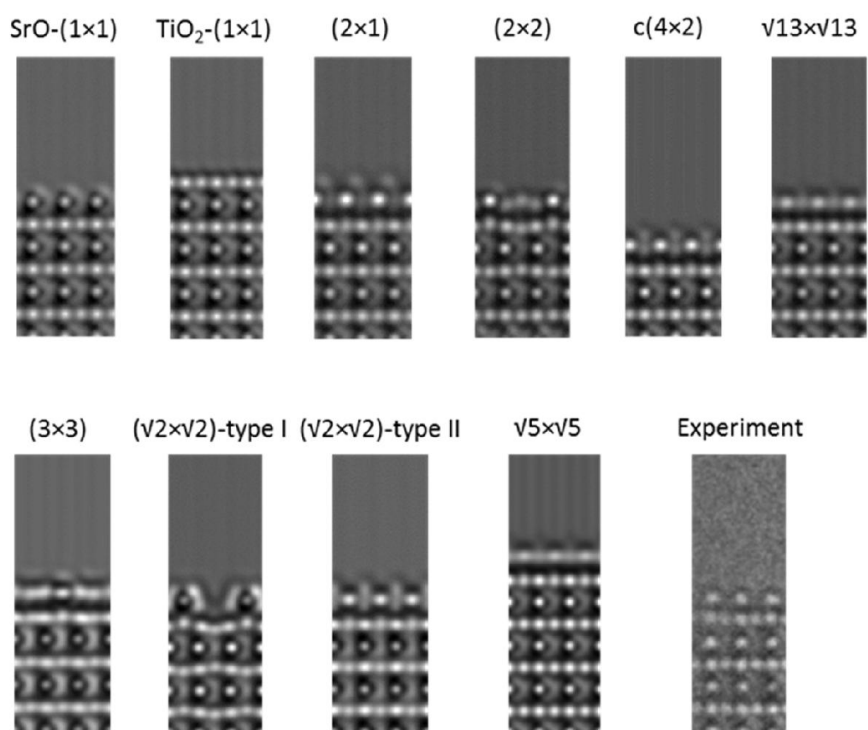 SrO-(1×1) TiO₂-(1×1) (2×1) (2×2) c(4×2) √13×√13
(3×3) (√2×√2)-type I (√2×√2)-type II √5×√5 Experiment